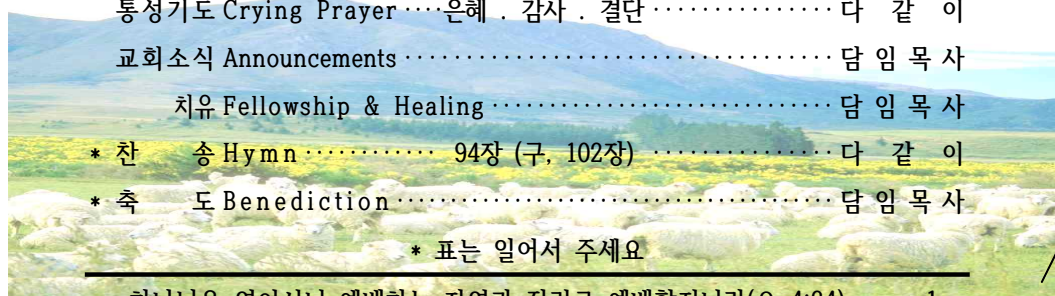 통성기도 Crying Prayer ····은혜 . 감사 . 결단 ··············· 다 같 이
교회소식 Announcements ··································· 담 임 목 사
치유 Fellowship & Healing ···························· 담 임 목 사
* 찬 송 Hymn ············ 94장 (구, 102장) ··············· 다 같 이
* 축 도 Benediction ····································· 담 임 목 사
* 표는 일어서 주세요